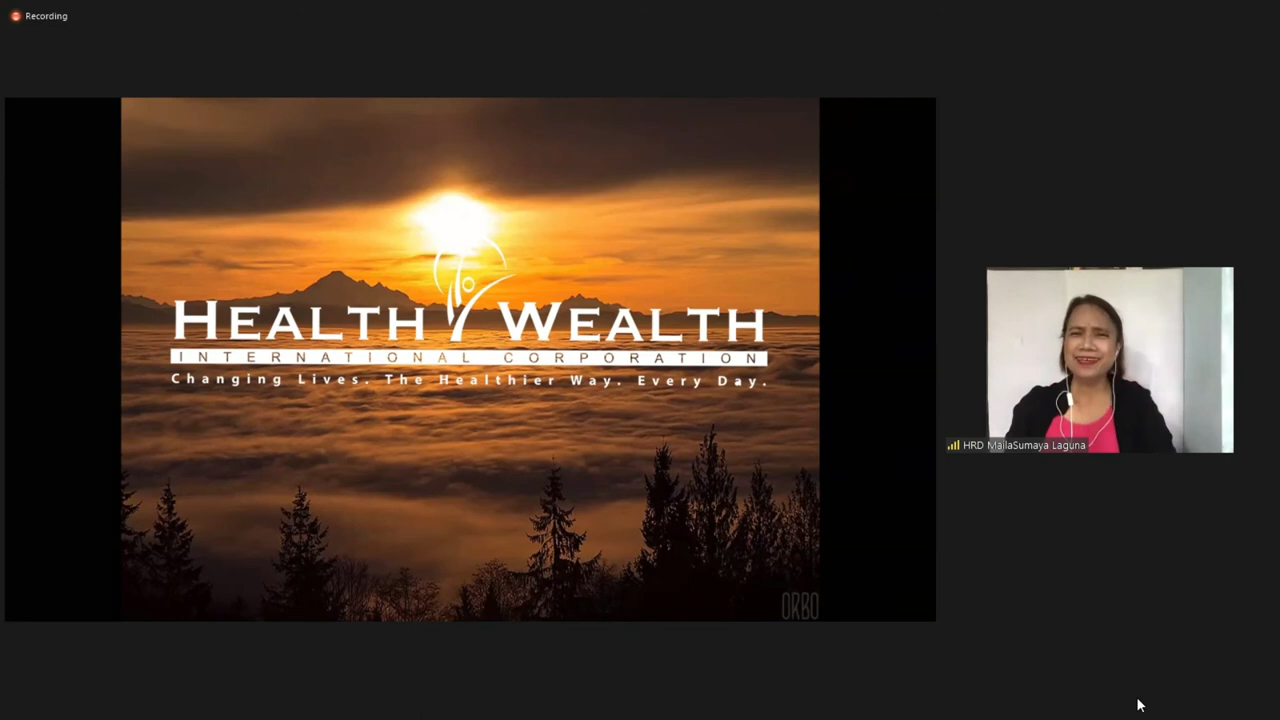 Recording
HEALTH WEALTH
INTERNATIONAL CORPORATION
Changing Lives. The Healthier Way. Every Day.
ORBO
HRD MailaSumaya Laguna